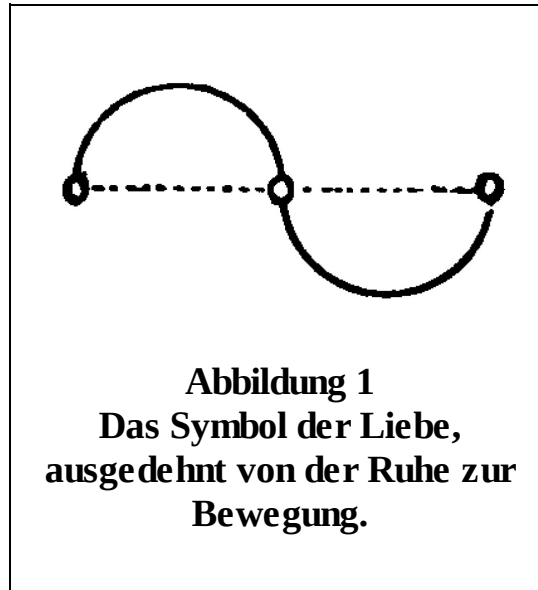 Abbildung 1
Das Symbol der Liebe,
ausgedehnt von der Ruhe zur
Bewegung.